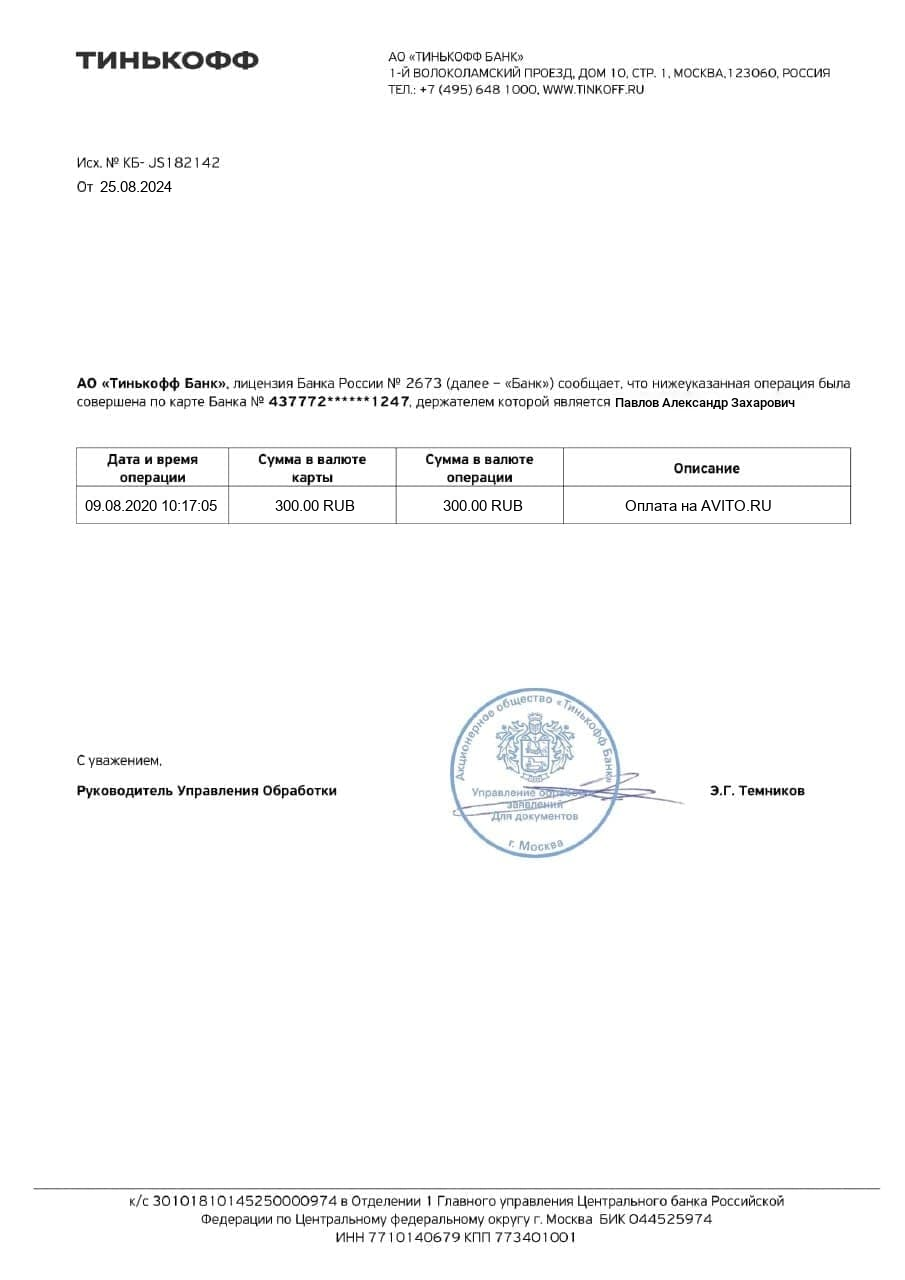 ТИНЬКОФФ
АО «ТИНЬКОФФ БАНК»
1-Й ВОЛОКОЛАМСКИЙ ПРОЕЗД, ДОМ 10, СТР. 1, МОСКВА,123060, РОССИЯ
ТЕЛ.: +7 (495) 648 1000, WWW.TINKOFF.RU
Исх. № КБ- JS182142
От 25.08.2024
АО «Тинькофф Банк», лицензия Банка России № 2673 (далее – «Банк») сообщает, что нижеуказанная операция была
совершена по карте Банка № 437772******1247, держателем которой является Павлов Александр Захарович
Дата и время операции Сумма в валюте карты Сумма в валюте операции Описание
09.08.2020 10:17:05 300.00 RUB 300.00 RUB Оплата на AVITO.RU
Акционерное общество «Тинькофф Банк»
Управление обработки
заявлений
Для документов
г. Москва
С уважением,
Руководитель Управления Обработки Э.Г. Темников
к/с 30101810145250000974 в Отделении 1 Главного управления Центрального банка Российской
Федерации по Центральному федеральному округу г. Москва БИК 044525974
ИНН 7710140679 КПП 773401001